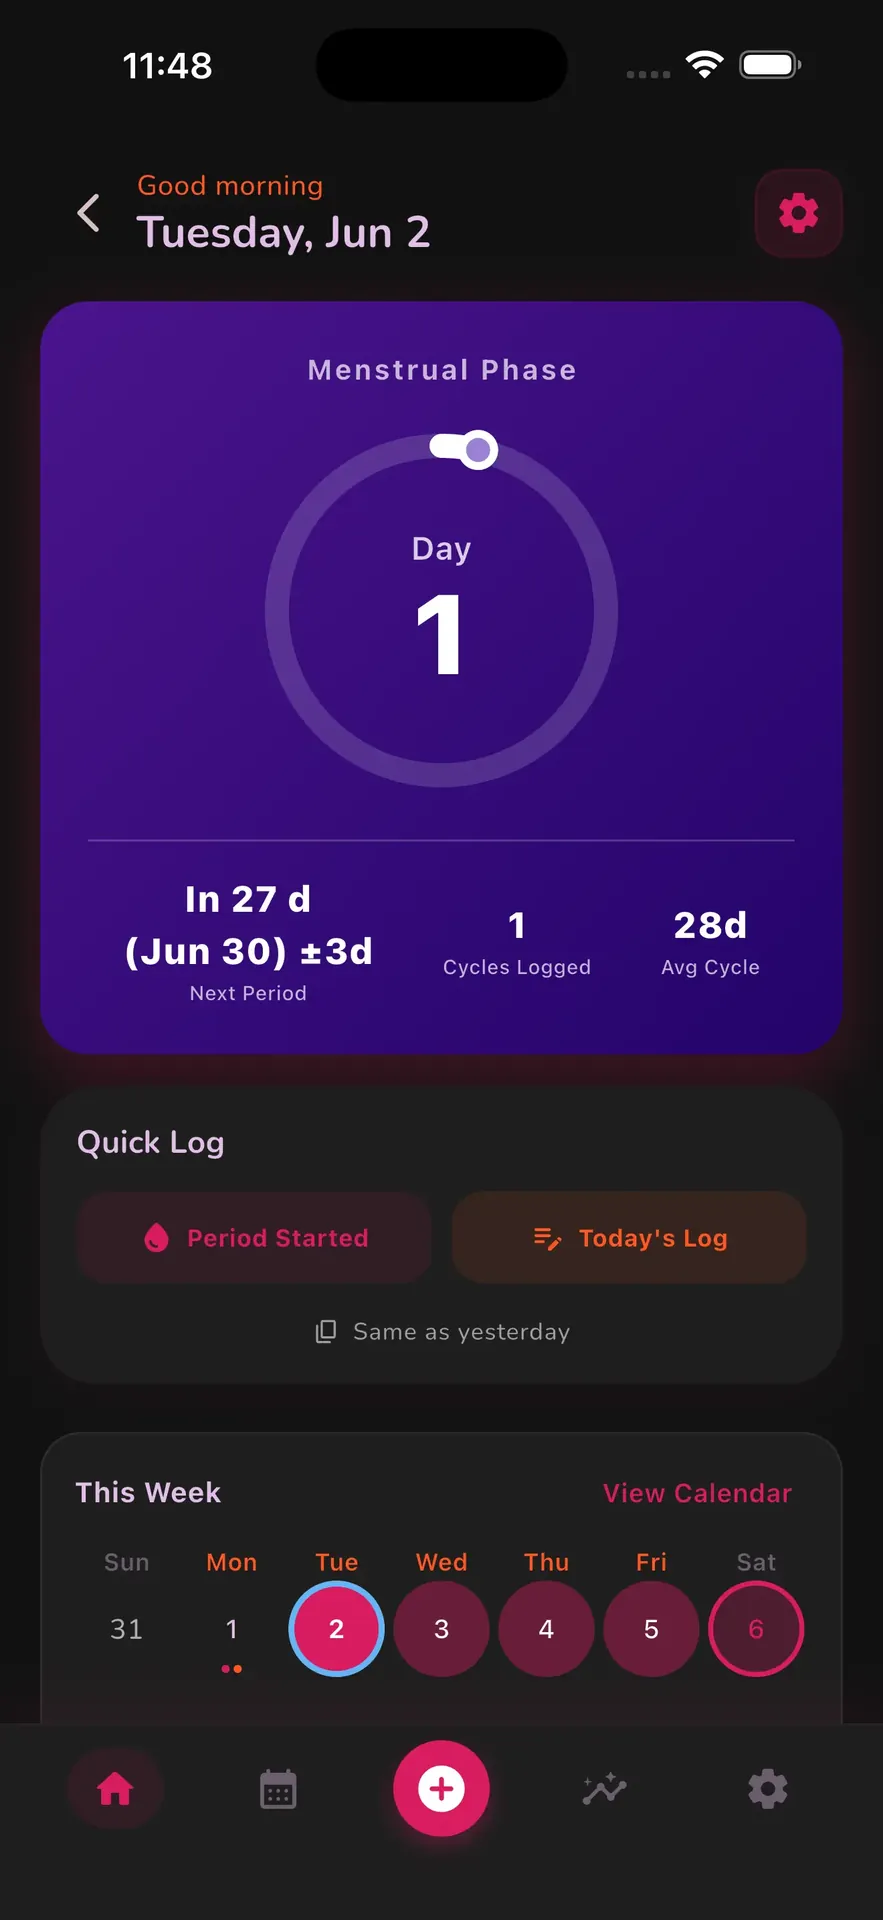 11:48
Good morning
Tuesday, Jun 2
Menstrual Phase
Day
1
In 27 d
(Jun 30) ±3d
Next Period
1
Cycles Logged
28d
Avg Cycle
Quick Log
Period Started
Today's Log
Same as yesterday
This Week
View Calendar
Sun Mon Tue Wed Thu Fri Sat
31 1 2 3 4 5 6